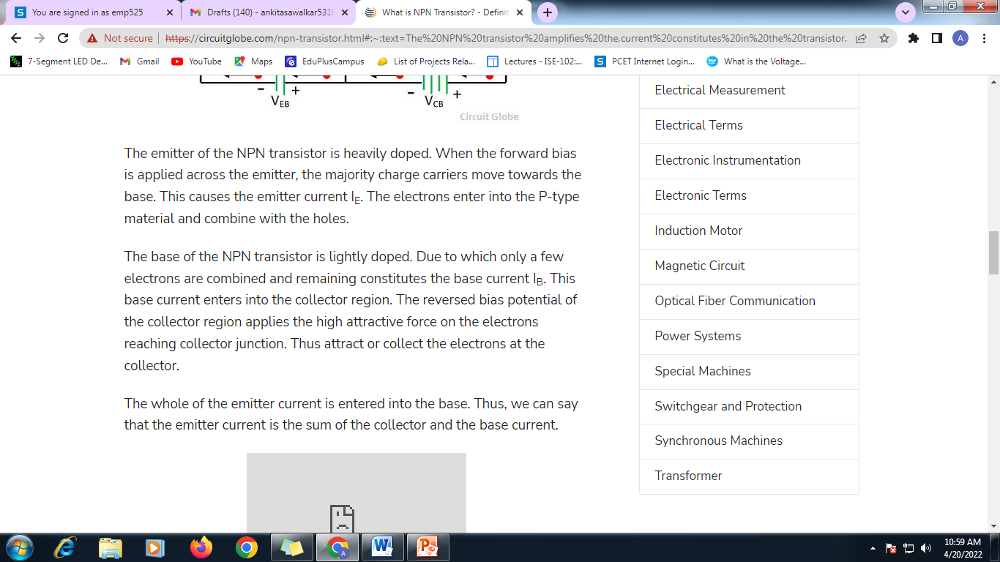 You are signed in as emp525
Drafts (140) - ankitasawalkar531
What is NPN Transistor? - Definit
Not secure
https://circuitglobe.com/npn-transistor.html#:~:text=The%20NPN%20transistor%20amplifies%20the,current%20constitutes%20in%20the%20transistor.
A
7-Segment LED De...
Gmail
YouTube
Maps
EduPlusCampus
List of Projects Rela...
Lectures - ISE-102:...
PCET Internet Login...
What is the Voltage...
- +
VEB
- +
VCB
Circuit Globe
The emitter of the NPN transistor is heavily doped. When the forward bias
is applied across the emitter, the majority charge carriers move towards the
base. This causes the emitter current IE. The electrons enter into the P-type
material and combine with the holes.
The base of the NPN transistor is lightly doped. Due to which only a few
electrons are combined and remaining constitutes the base current IB. This
base current enters into the collector region. The reversed bias potential of
the collector region applies the high attractive force on the electrons
reaching collector junction. Thus attract or collect the electrons at the
collector.
The whole of the emitter current is entered into the base. Thus, we can say
that the emitter current is the sum of the collector and the base current.
Electrical Measurement
Electrical Terms
Electronic Instrumentation
Electronic Terms
Induction Motor
Magnetic Circuit
Optical Fiber Communication
Power Systems
Special Machines
Switchgear and Protection
Synchronous Machines
Transformer
10:59 AM
4/20/2022